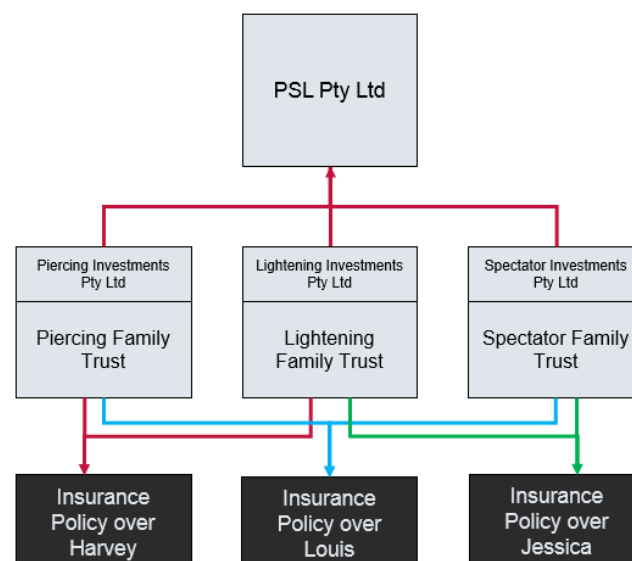 PSL Pty Ltd
Piercing Investments
Pty Ltd
Piercing Family
Trust
Lightening Investments
Pty Ltd
Lightening
Family Trust
Spectator Investments
Pty Ltd
Spectator Family
Trust
Insurance
Policy over
Harvey
Insurance
Policy over
Louis
Insurance
Policy over
Jessica